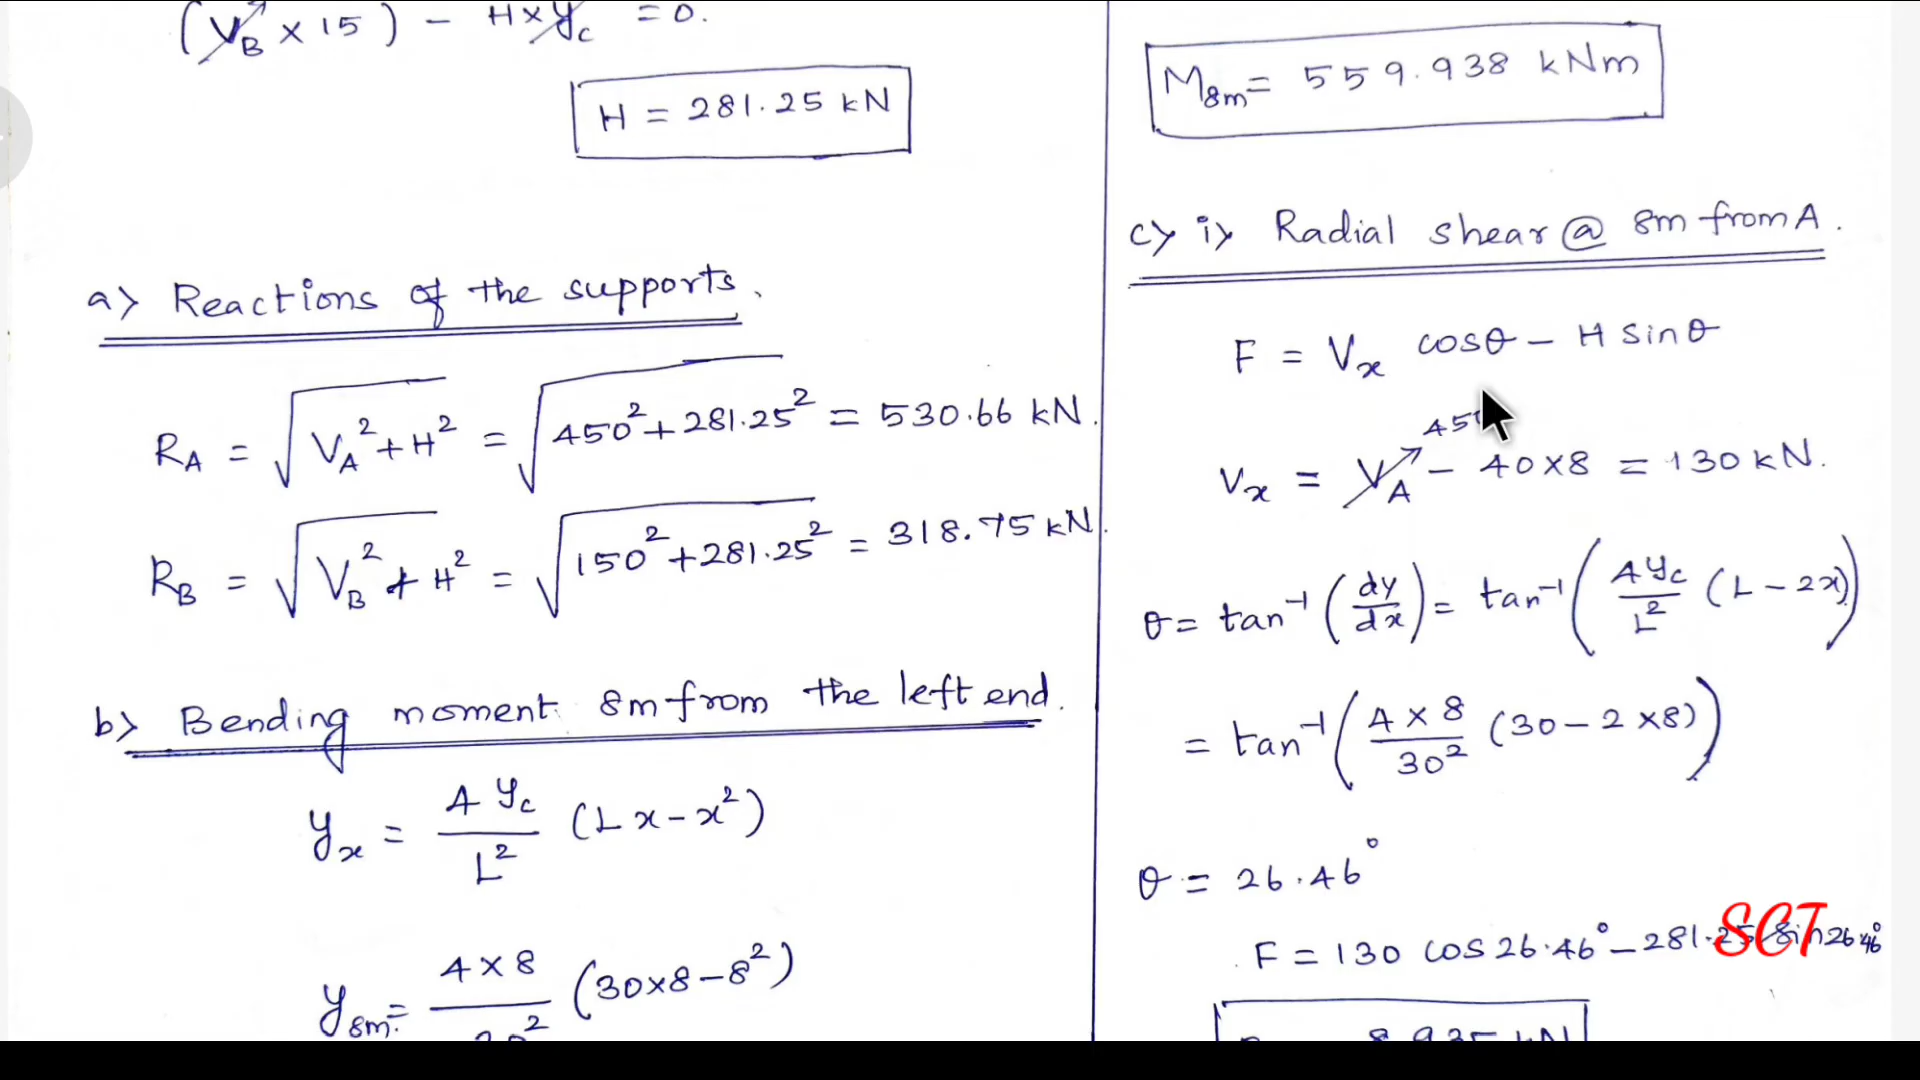 (V_B × 15) − H × y_c = 0.
H = 281.25 kN
a) Reactions of the supports.
R_A = √(V_A² + H²) = √(450² + 281.25²) = 530.66 kN.
R_B = √(V_B² + H²) = √(150² + 281.25²) = 318.75 kN.
b) Bending moment 8m from the left end.
y_x = 4 y_c / L² (Lx − x²)
y_8m = 4 × 8 / 30² (30×8 − 8²)
M_8m = 559.938 kNm
c) i) Radial shear @ 8m from A.
F = V_x cosθ − H sinθ
V_x = V_A − 40×8 = 130 kN.
θ = tan⁻¹(dy/dx) = tan⁻¹(4y_c / L² (L − 2x))
= tan⁻¹(4 × 8 / 30² (30 − 2×8))
θ = 26.46°
F = 130 cos 26.46° − 281.25 sin 26.46°
SCT